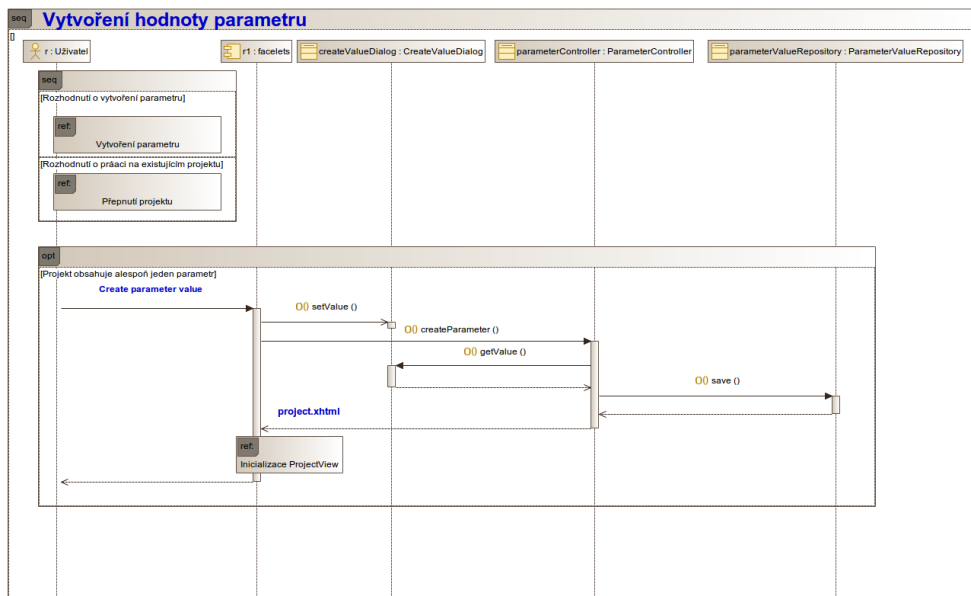 seq Vytvoření hodnoty parametru
[]
r : Uživatel
r1 : facelets
createValueDialog : CreateValueDialog
parameterController : ParameterController
parameterValueRepository : ParameterValueRepository
seq
[Rozhodnutí o vytvoření parametru]
ref:
Vytvoření parametru
[Rozhodnutí o práaci na existujícím projektu]
ref:
Přepnutí projektu
opt
[Projekt obsahuje alespoň jeden parametr]
Create parameter value
O() setValue ()
O() createParameter ()
O() getValue ()
O() save ()
project.xhtml
ref:
Inicializace ProjectView